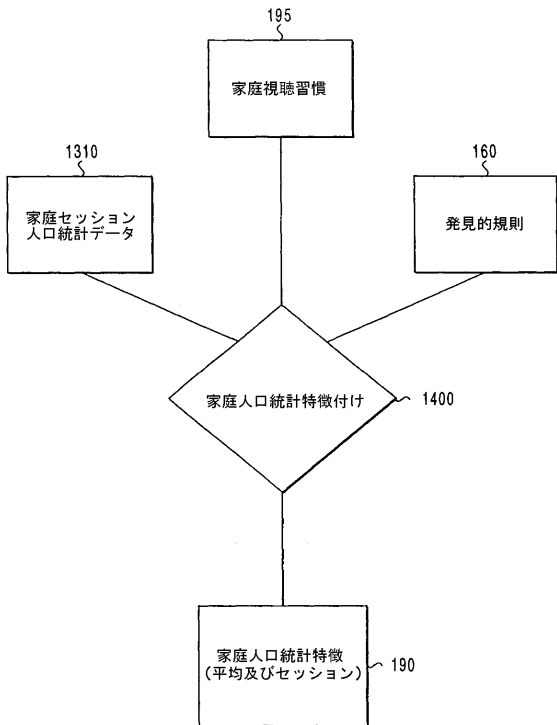 195
家庭視聴習慣
1310
家庭セッション
人口統計データ
160
発見的規則
家庭人口統計特徴付け
1400
家庭人口統計特徴
(平均及びセッション)
190